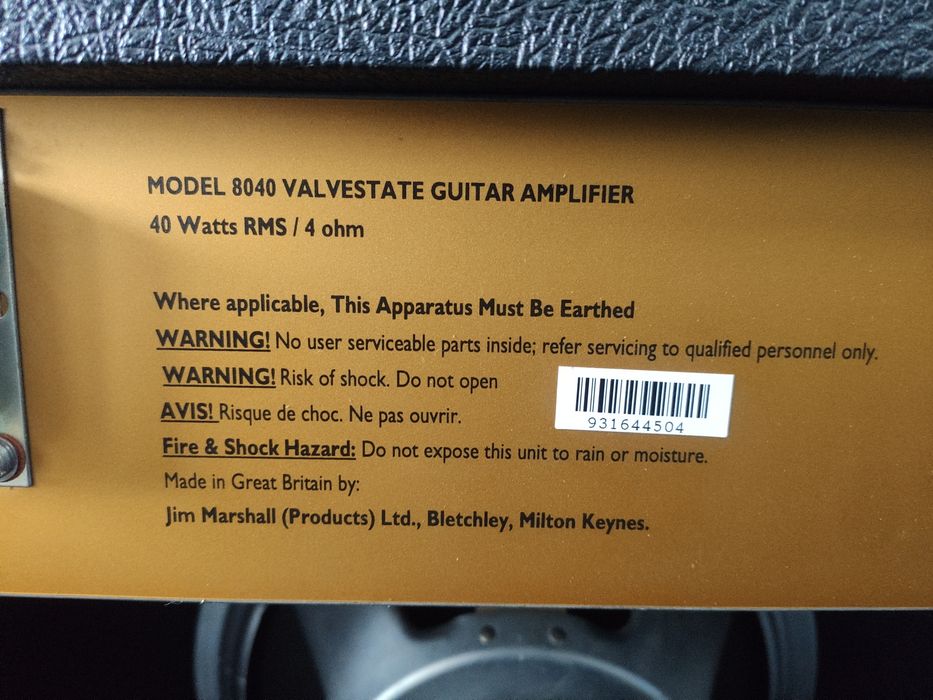 MODEL 8040 VALVESTATE GUITAR AMPLIFIER
40 Watts RMS / 4 ohm
Where applicable, This Apparatus Must Be Earthed
WARNING! No user serviceable parts inside; refer servicing to qualified personnel only.
WARNING! Risk of shock. Do not open
AVIS! Risque de choc. Ne pas ouvrir.
931644504
Fire & Shock Hazard: Do not expose this unit to rain or moisture.
Made in Great Britain by:
Jim Marshall (Products) Ltd., Bletchley, Milton Keynes.